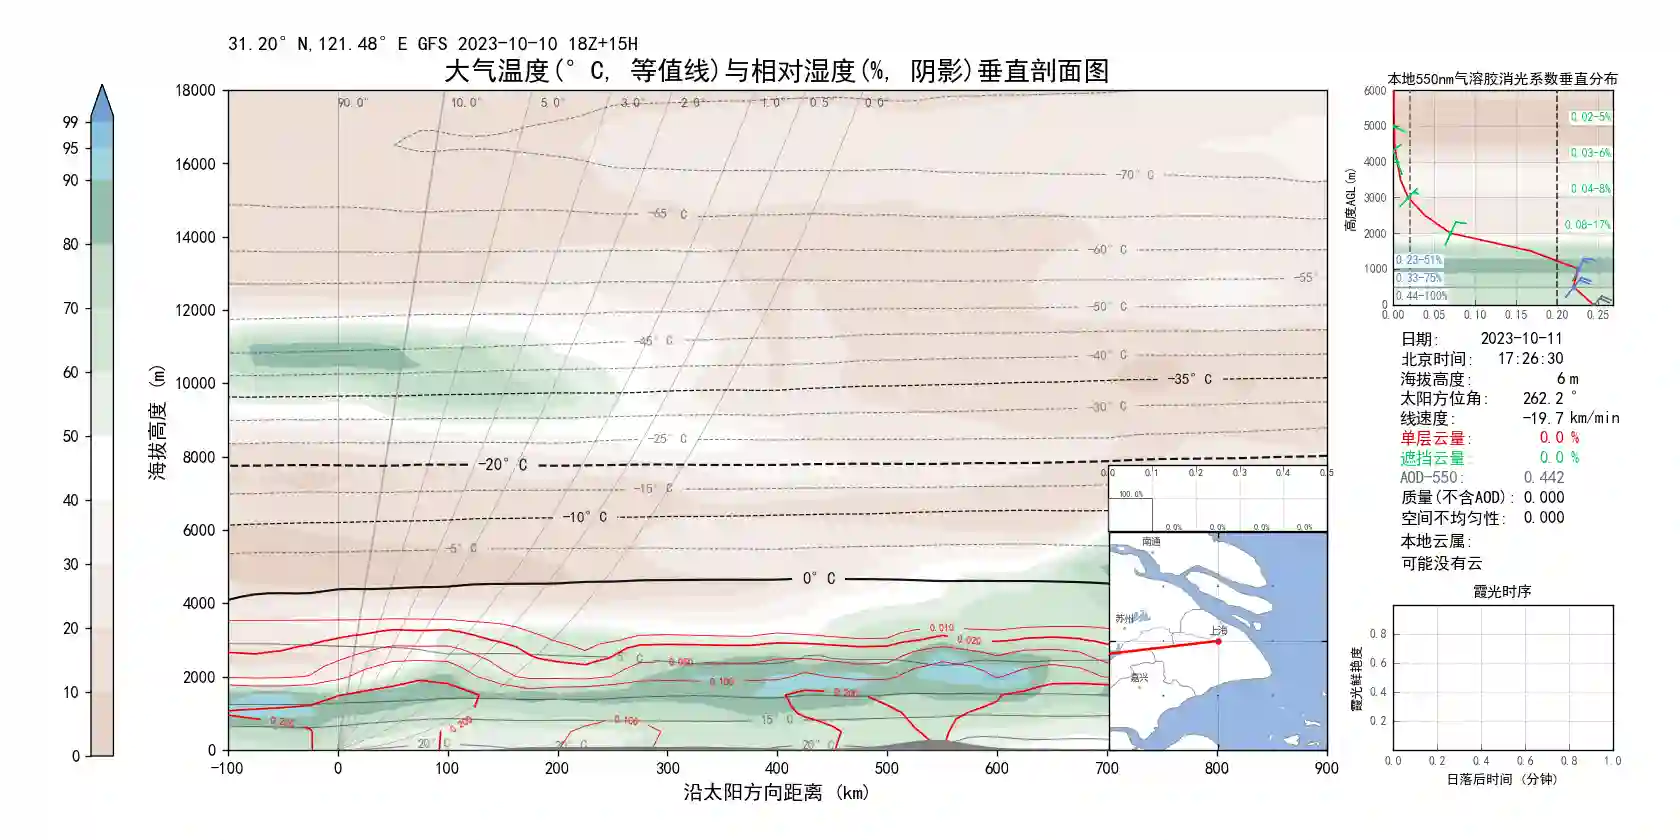 31.20° N,121.48° E GFS 2023-10-10 18Z+15H
大气温度(° C, 等值线)与相对湿度(%, 阴影)垂直剖面图
99
95
90
80
70
60
50
40
30
20
10
0
海拔高度 (m)
18000
16000
14000
12000
10000
8000
6000
4000
2000
0
90.0° 10.0° 5.0° 3.0° 2.0° 1.0° 0.5° 0.0°
-70° C
-65 C
-60° C
-55°
-50° C
-45° C
-40° C
-35° C
-30° C
-25° C
-20° C
-15° C
-10° C
-5° C
0° C
5 C
15 C
20° C
20° C
0.010
0.020
0.100
0.200
0.200
0.200
0.100
-100 0 100 200 300 400 500 600 700 800 900
沿太阳方向距离 (km)
0.0 0.1 0.2 0.3 0.4 0.5
100.0%
0.0% 0.0% 0.0% 0.0%
南通
苏州
上海
嘉兴
本地550nm气溶胶消光系数垂直分布
高度AGL(m)
6000
5000
4000
3000
2000
1000
0
0.02-5%
0.03-6%
0.04-8%
0.08-17%
0.23-51%
0.33-75%
0.44-100%
0.00 0.05 0.10 0.15 0.20 0.25
日期: 2023-10-11
北京时间: 17:26:30
海拔高度: 6 m
太阳方位角: 262.2 °
线速度: -19.7 km/min
单层云量: 0.0 %
遮挡云量: 0.0 %
AOD-550: 0.442
质量(不含AOD): 0.000
空间不均匀性: 0.000
本地云属:
可能没有云
霞光时序
霞光鲜艳度
0.8
0.6
0.4
0.2
0.0 0.2 0.4 0.6 0.8 1.0
日落后时间 (分钟)